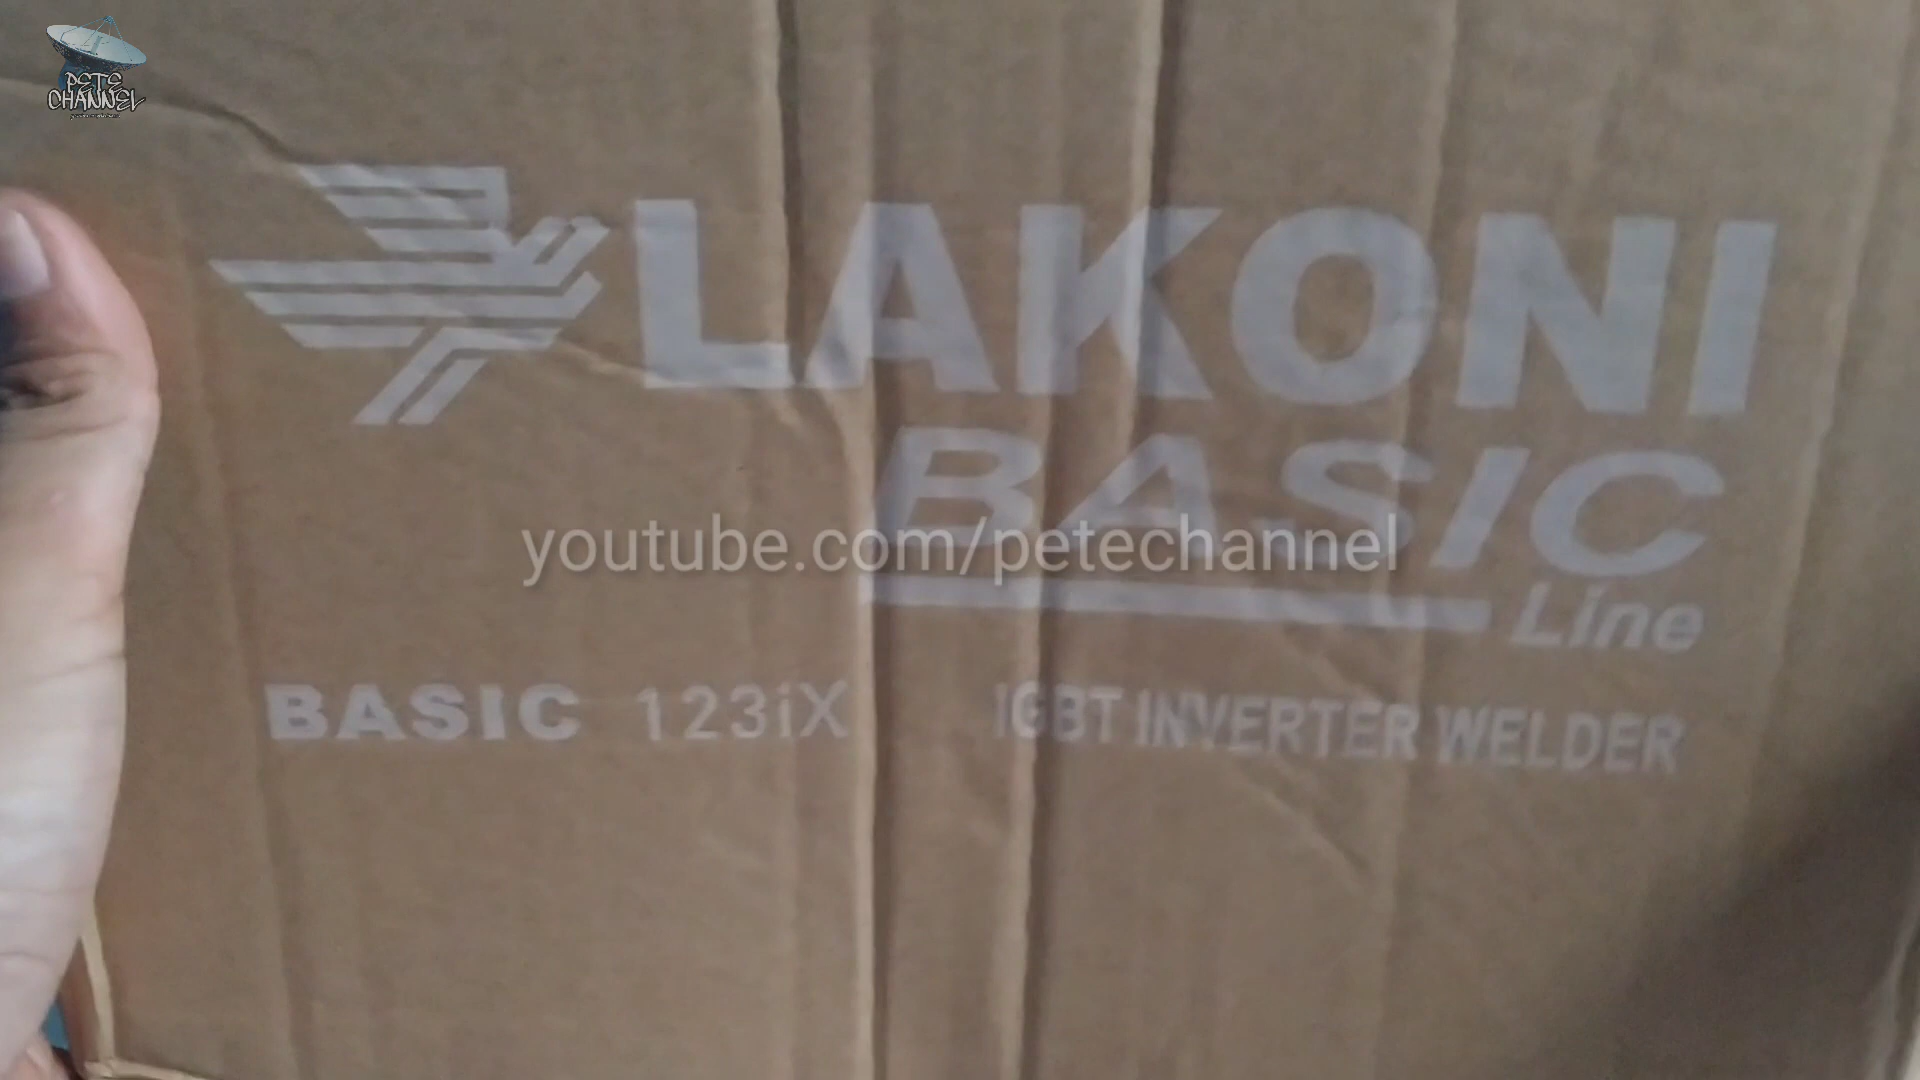 PETE
CHANNEL
LAKONI
BASIC
Line
youtube.com/petechannel
BASIC 123iX IGBT INVERTER WELDER